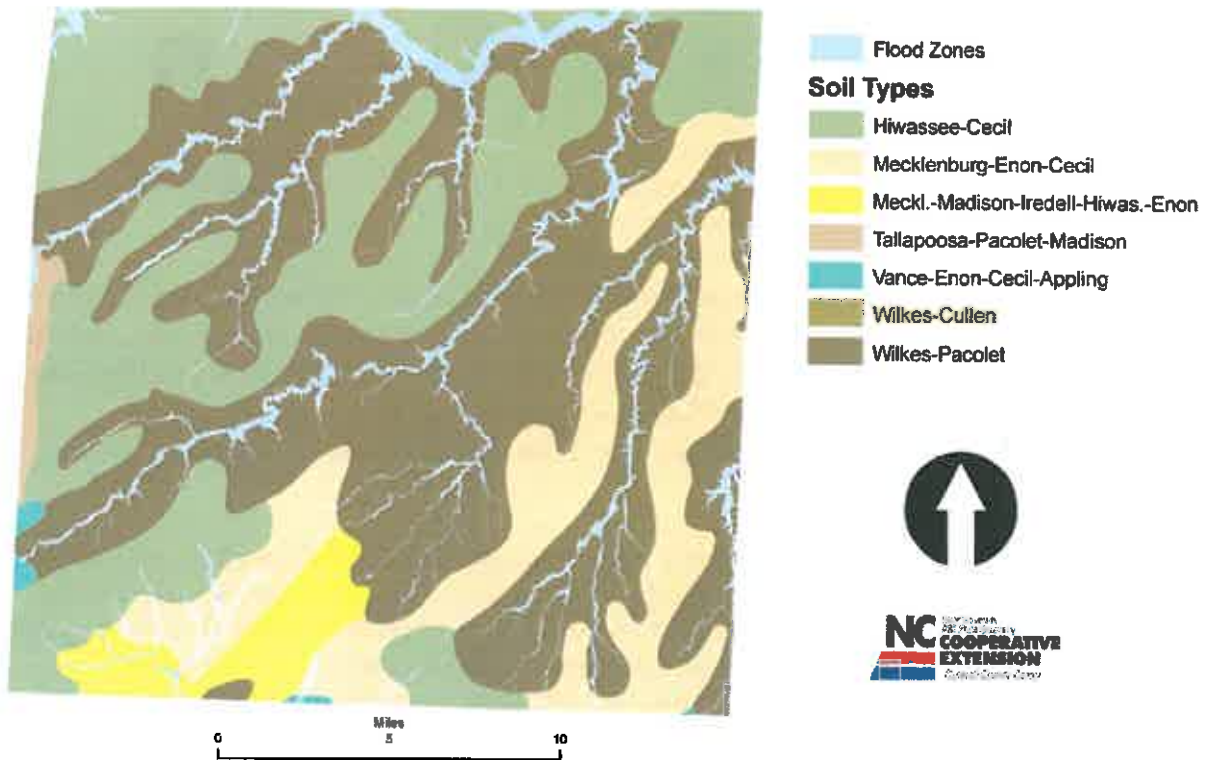 Flood Zones
Soil Types
Hiwassee-Cecil
Mecklenburg-Enon-Cecil
Meckl.-Madison-Iredell-Hiwas.-Enon
Tallapoosa-Pacolet-Madison
Vance-Enon-Cecil-Appling
Wilkes-Cullen
Wilkes-Pacolet
NC
COOPERATIVE
EXTENSION
Miles
0 5 10